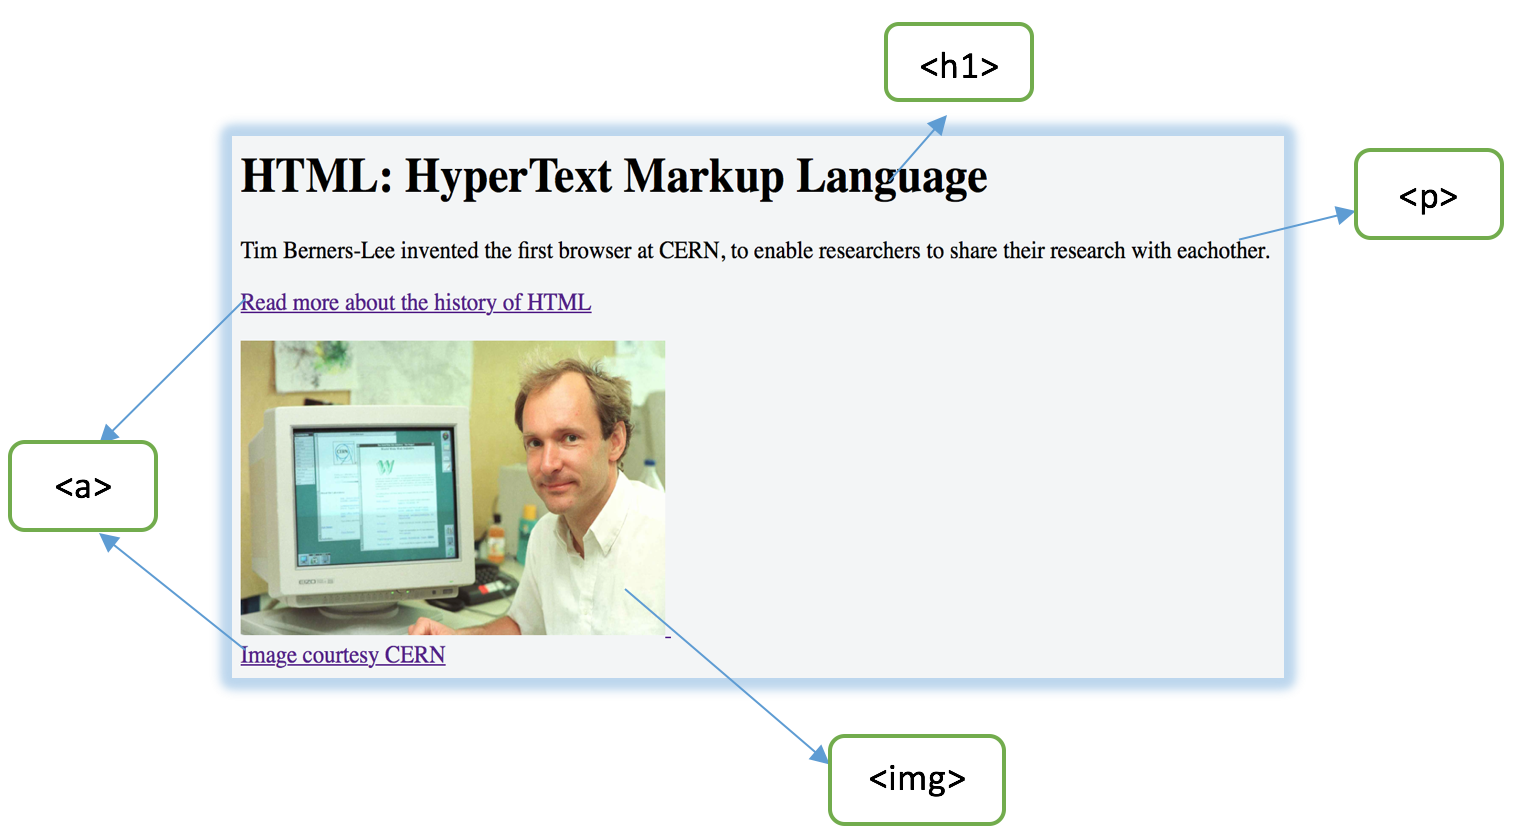 <h1>
HTML: HyperText Markup Language
<p>
Tim Berners-Lee invented the first browser at CERN, to enable researchers to share their research with eachother.
Read more about the history of HTML
<a>
Image courtesy CERN
<img>